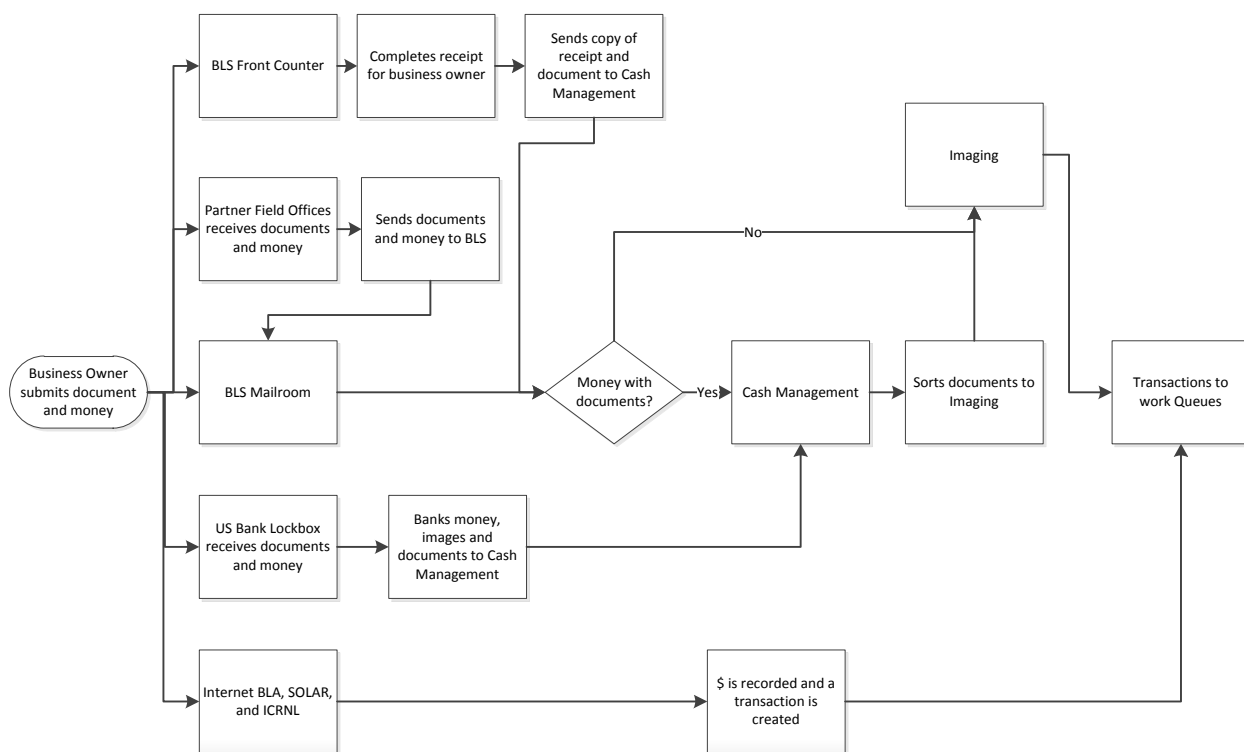 BLS Front Counter
Completes receipt
for business owner
Sends copy of
receipt and
document to Cash
Management
Imaging
Partner Field Offices
receives documents
and money
Sends documents
and money to BLS
No
Business Owner
submits document
and money
BLS Mailroom
Money with
documents?
Yes
Cash Management
Sorts documents to
Imaging
Transactions to
work Queues
US Bank Lockbox
receives documents
and money
Banks money,
images and
documents to Cash
Management
Internet BLA, SOLAR,
and ICRNL
$ is recorded and a
transaction is
created